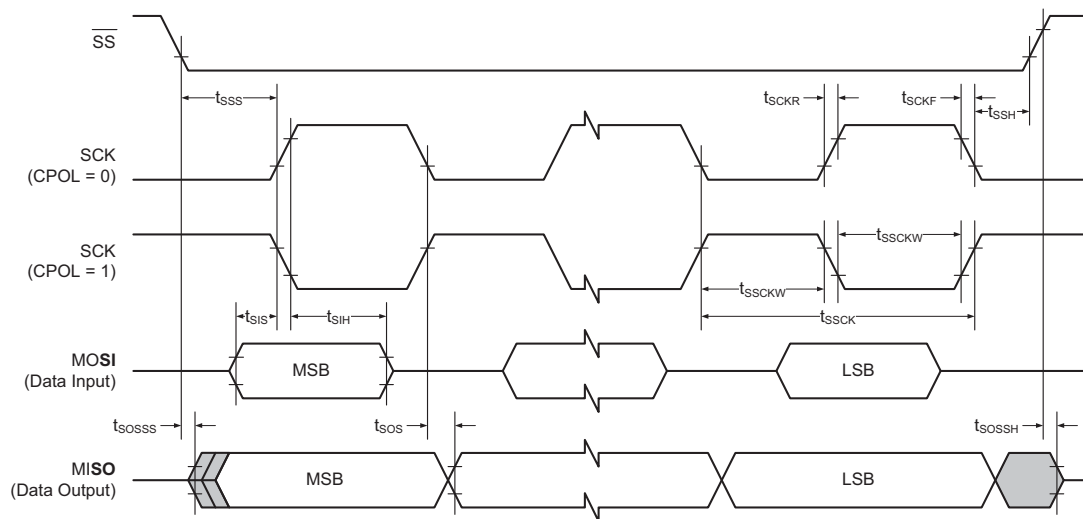 SS
tSSS
tSCKR
tSCKF
tSSH
SCK
(CPOL = 0)
SCK
(CPOL = 1)
tSSCKW
tSSCKW
tSSCK
tSIS
tSIH
MOSI
(Data Input)
MSB
LSB
tSOSSS
tSOS
tSOSSH
MISO
(Data Output)
MSB
LSB